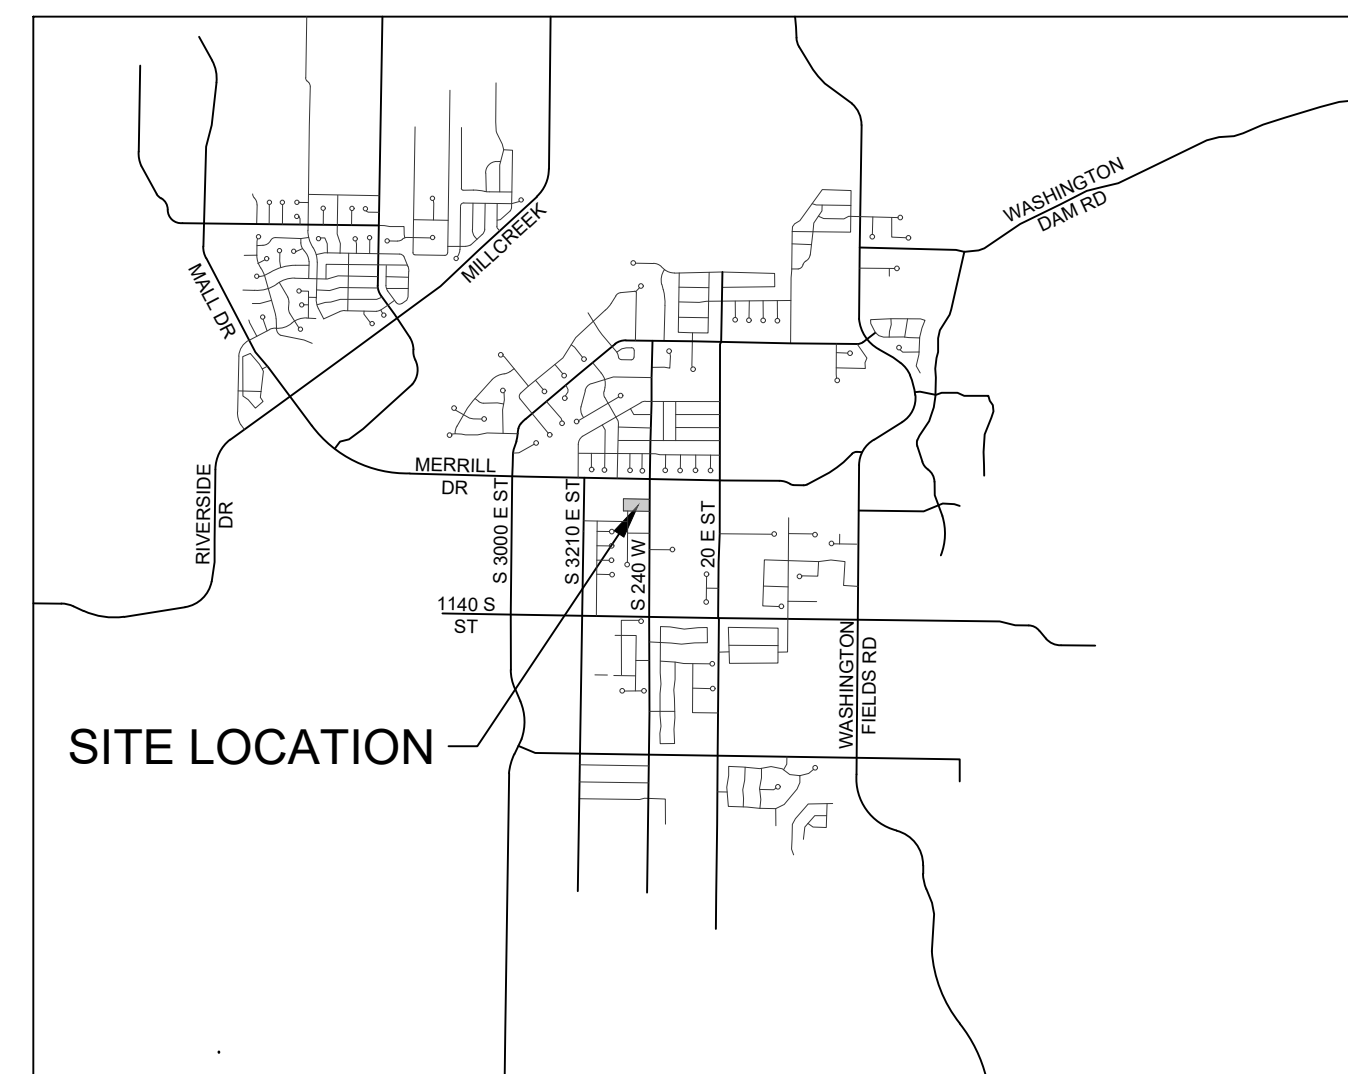 WASHINGTON
DAM RD
MILLCREEK
MALL DR
MERRILL
DR
RIVERSIDE
DR
S 3000 E ST
S 3210 E ST
S 240 W
20 E ST
1140 S
ST
WASHINGTON
FIELDS RD
SITE LOCATION